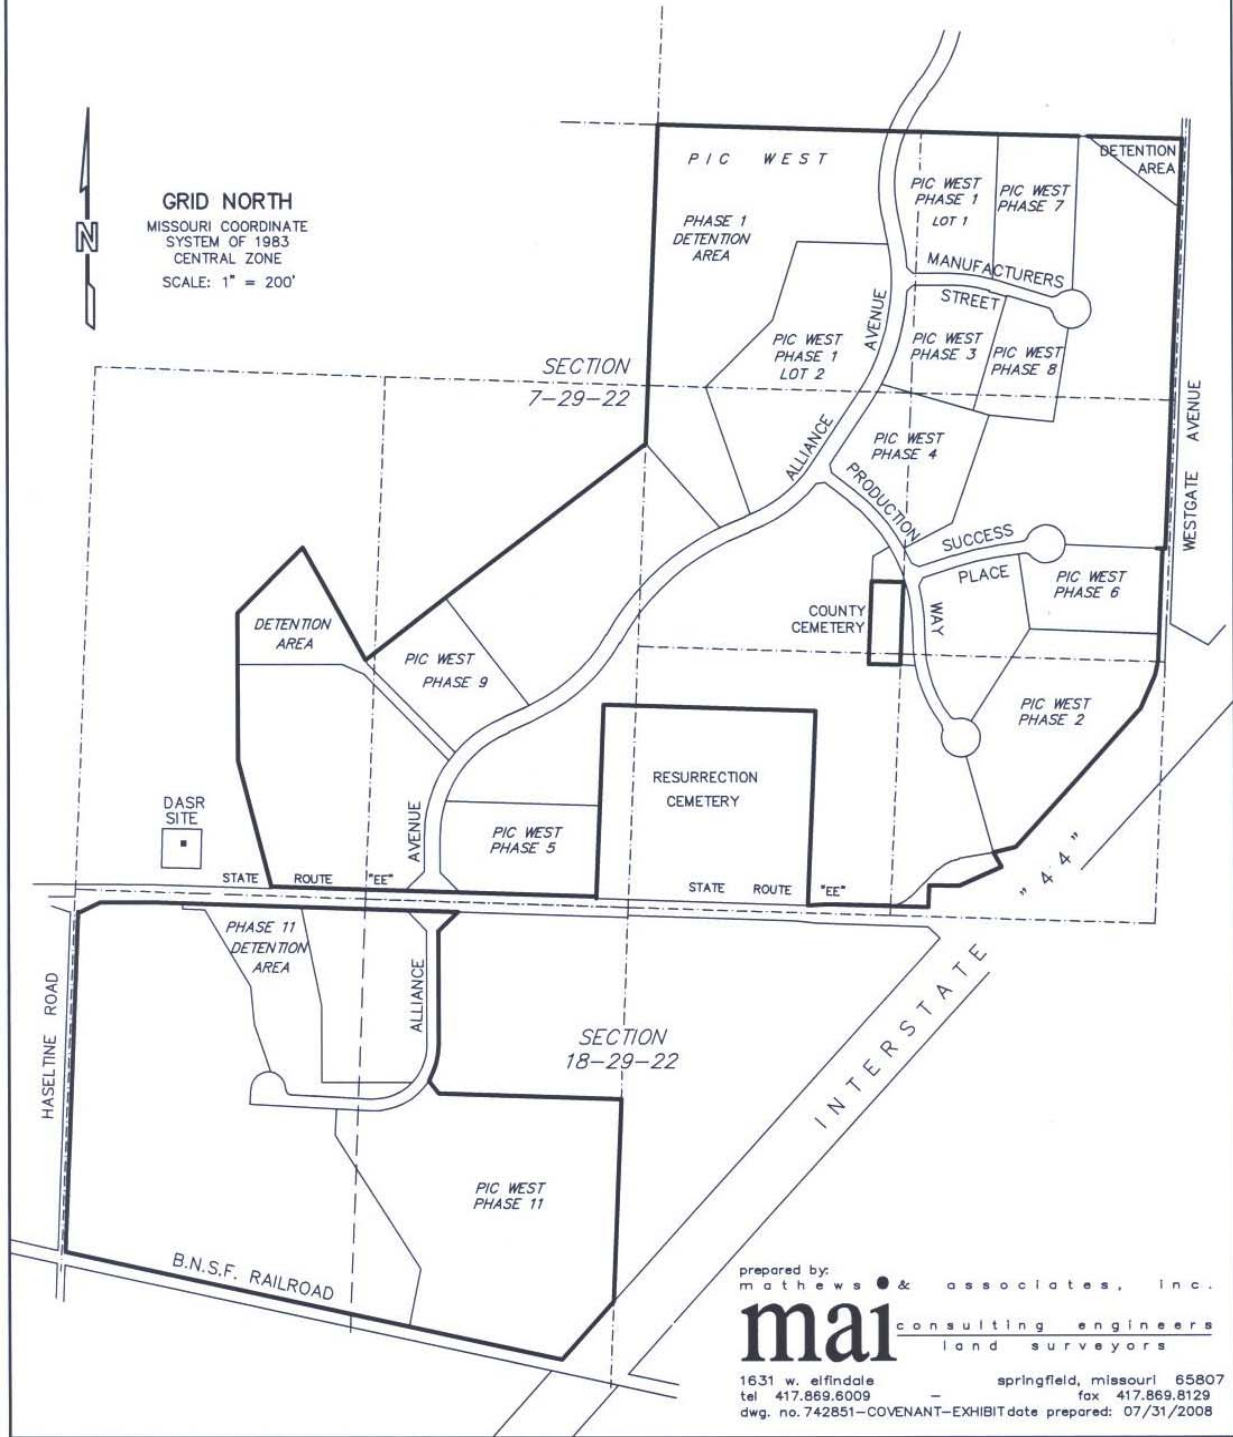 PIC WEST
DETENTION
AREA
PIC WEST
PHASE 1
LOT 1
PIC WEST
PHASE 7
PHASE 1
DETENTION
AREA
GRID NORTH
MISSOURI COORDINATE
SYSTEM OF 1983
CENTRAL ZONE
SCALE: 1" = 200'
N
MANUFACTURERS
STREET
AVENUE
PIC WEST
PHASE 1
LOT 2
PIC WEST
PHASE 3
PIC WEST
PHASE 8
SECTION
7-29-22
WESTGATE AVENUE
ALLIANCE
PIC WEST
PHASE 4
PRODUCTION
SUCCESS
PLACE
PIC WEST
PHASE 6
COUNTY
CEMETERY
WAY
DETENTION
AREA
PIC WEST
PHASE 9
PIC WEST
PHASE 2
RESURRECTION
CEMETERY
DASR
SITE
AVENUE
PIC WEST
PHASE 5
STATE ROUTE "EE"
STATE ROUTE "EE"
"44"
PHASE 11
DETENTION
AREA
ALLIANCE
HASELTINE ROAD
SECTION
18-29-22
INTERSTATE
PIC WEST
PHASE 11
B.N.S.F. RAILROAD
prepared by:
mathews & associates, inc.
mai
consulting engineers
land surveyors
1631 w. elfindale springfield, missouri 65807
tel 417.869.6009 - fax 417.869.8129
dwg. no. 742851-COVENANT-EXHIBIT date prepared: 07/31/2008